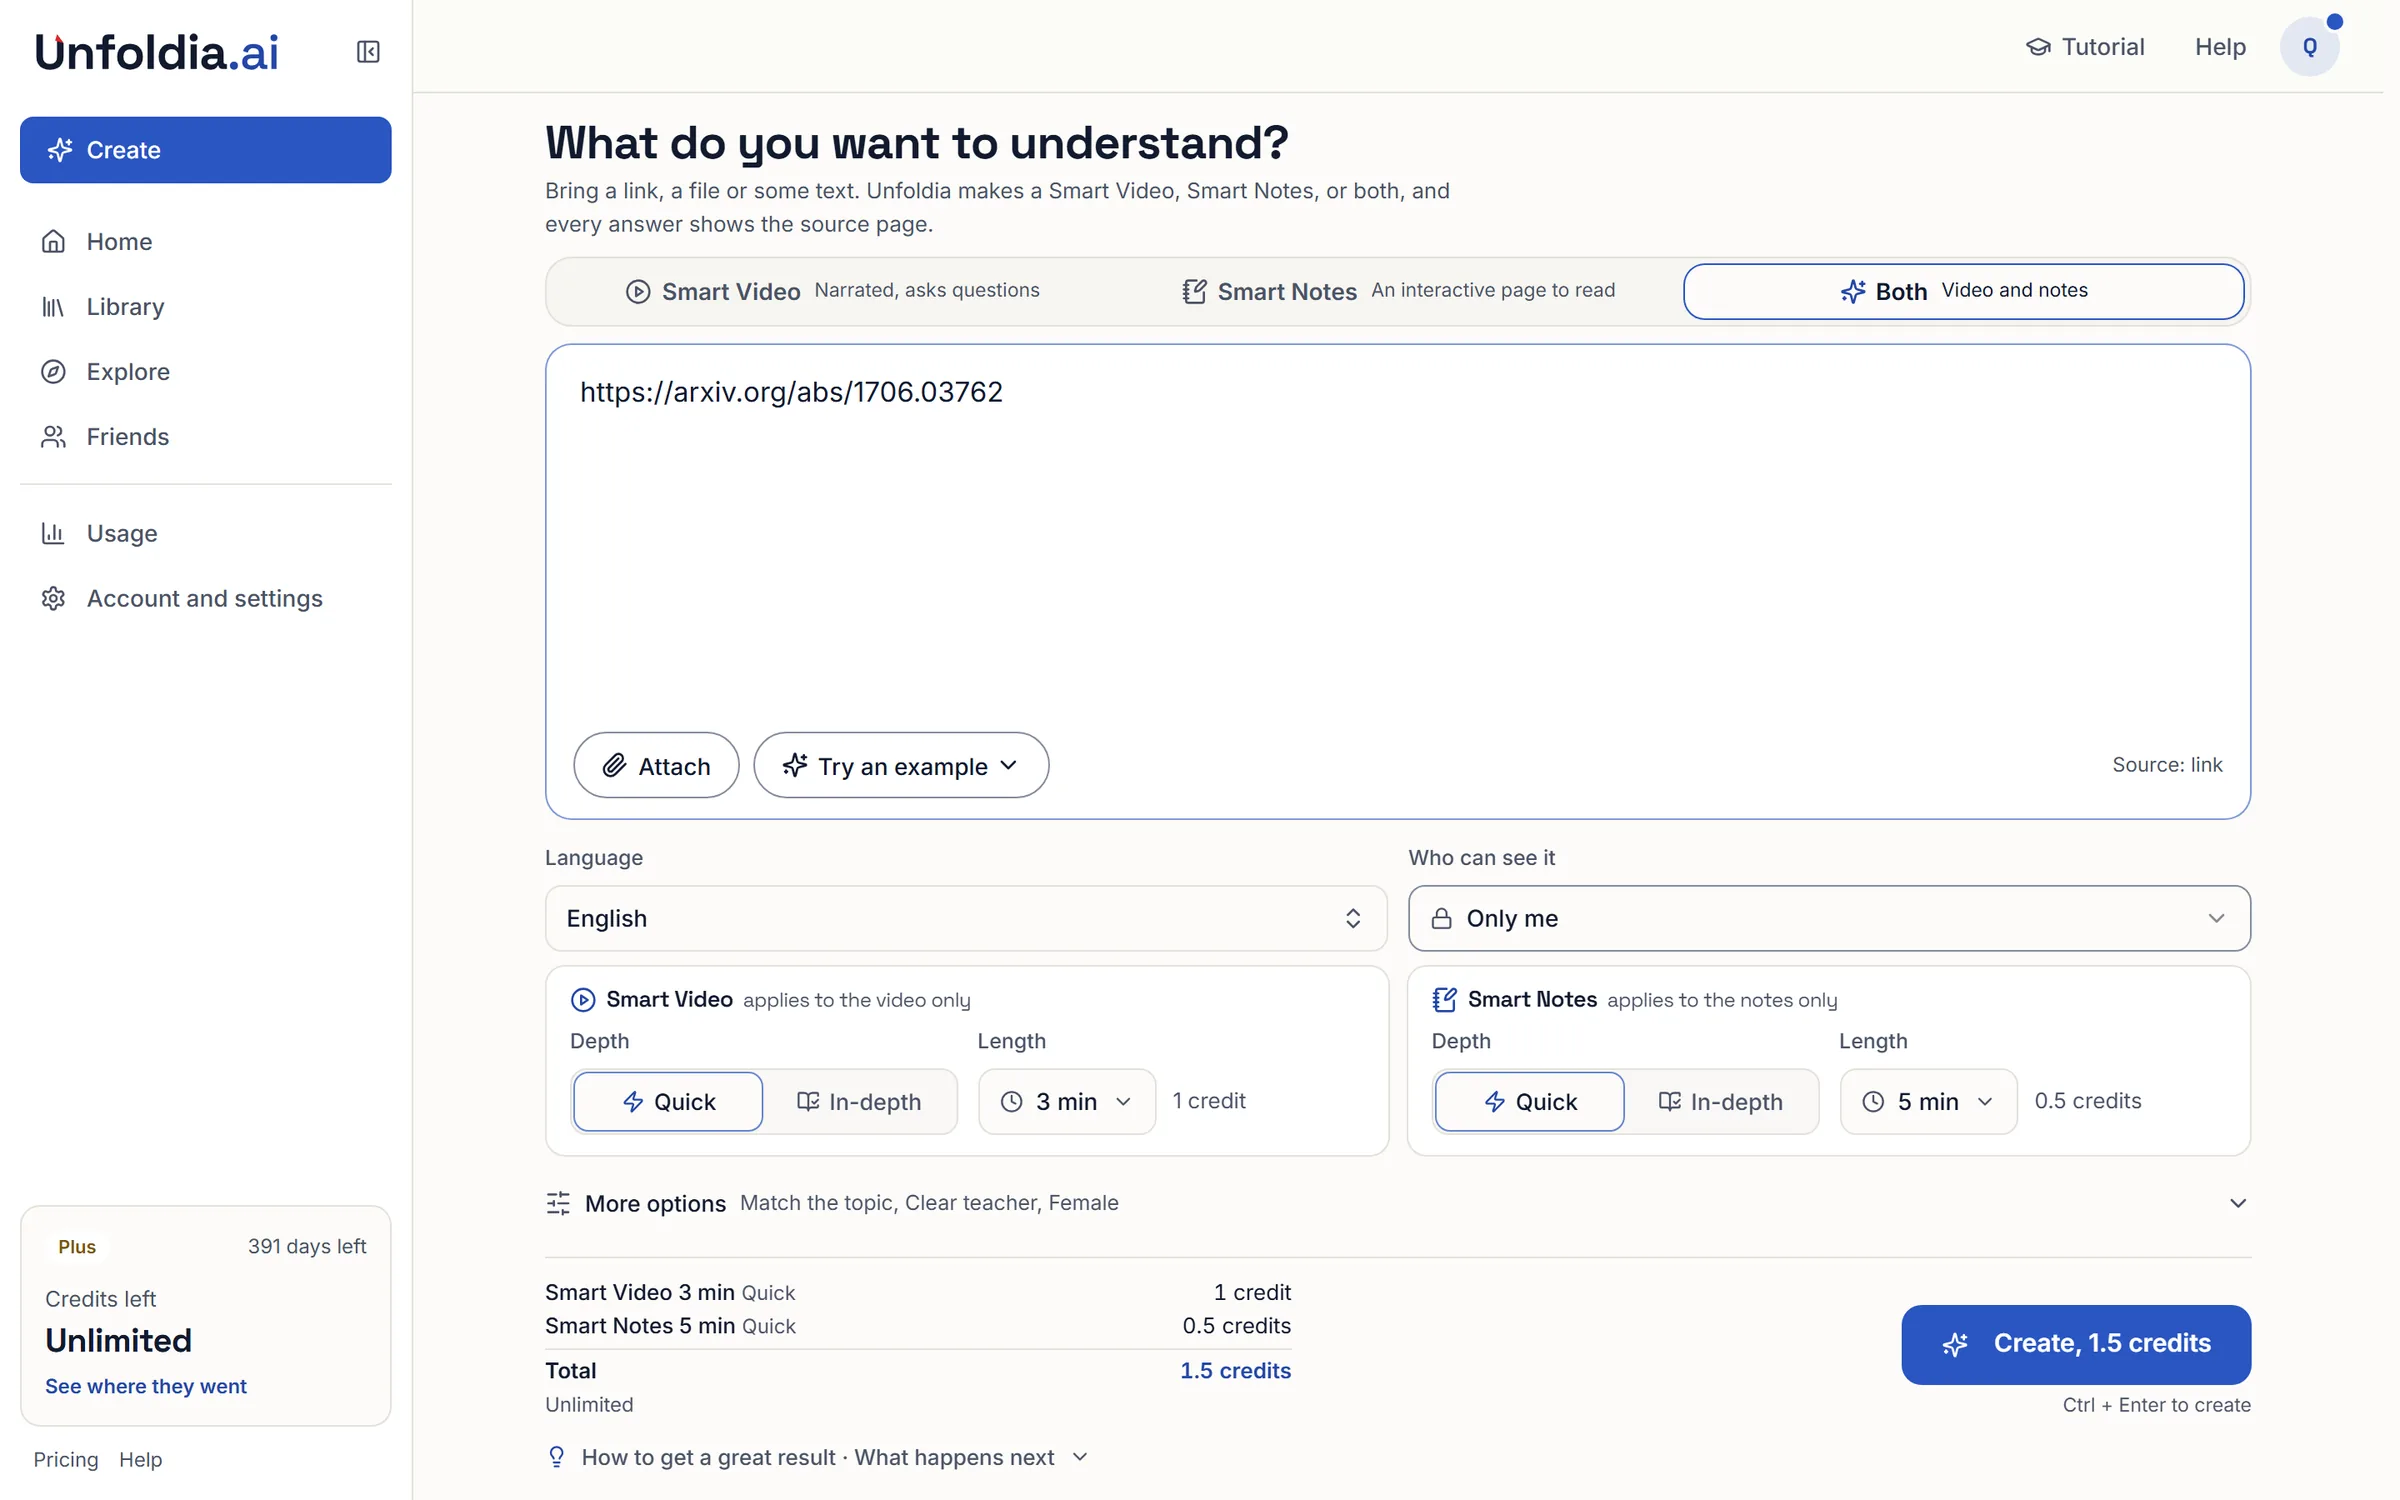 Unfoldia.ai
Tutorial
Help
Q
Create
Home
Library
Explore
Friends
Usage
Account and settings
Plus
391 days left
Credits left
Unlimited
See where they went
Pricing
Help
What do you want to understand?
Bring a link, a file or some text. Unfoldia makes a Smart Video, Smart Notes, or both, and
every answer shows the source page.
Smart Video Narrated, asks questions
Smart Notes An interactive page to read
Both Video and notes
https://arxiv.org/abs/1706.03762
Attach
Try an example
Source: link
Language
English
Who can see it
Only me
Smart Video applies to the video only
Depth
Length
Quick
In-depth
3 min
1 credit
Smart Notes applies to the notes only
Depth
Length
Quick
In-depth
5 min
0.5 credits
More options Match the topic, Clear teacher, Female
Smart Video 3 min Quick 1 credit
Smart Notes 5 min Quick 0.5 credits
Total 1.5 credits
Unlimited
Create, 1.5 credits
Ctrl + Enter to create
How to get a great result · What happens next